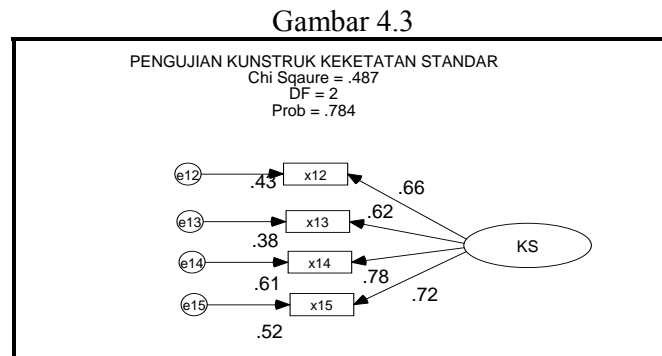 Gambar 4.3
PENGUJIAN KUNSTRUK KEKETATAN STANDAR
Chi Sqaure = .487
DF = 2
Prob = .784
e12
.43
x12
.66
e13
.38
x13
.62
e14
.61
x14
.78
KS
e15
.52
x15
.72